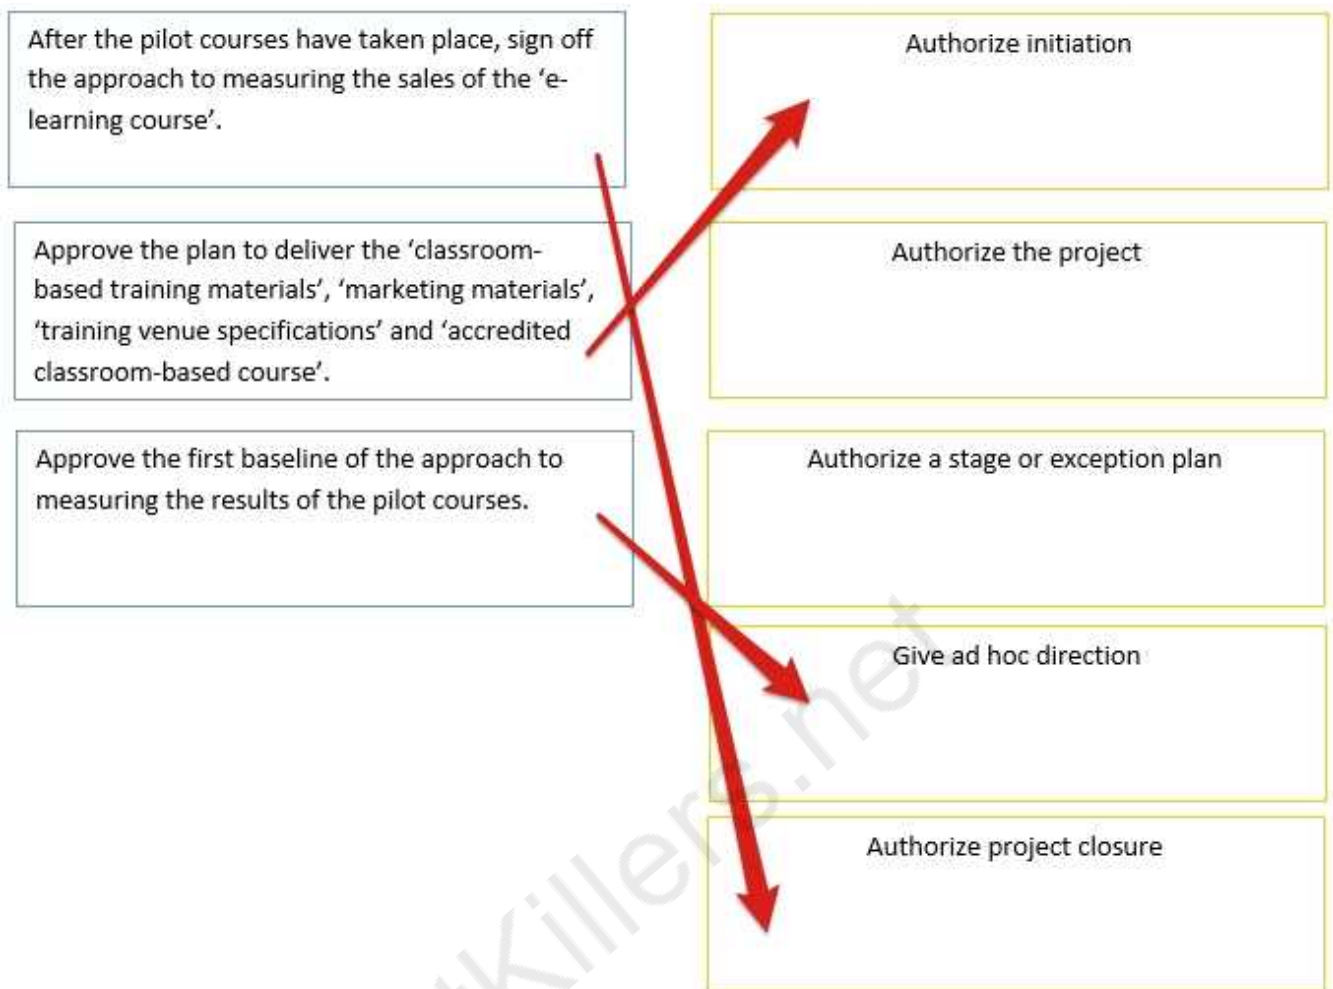 After the pilot courses have taken place, sign off
the approach to measuring the sales of the ‘e-
learning course’.
Authorize initiation
Approve the plan to deliver the ‘classroom-
based training materials’, ‘marketing materials’,
‘training venue specifications’ and ‘accredited
classroom-based course’.
Authorize the project
Approve the first baseline of the approach to
measuring the results of the pilot courses.
Authorize a stage or exception plan
Give ad hoc direction
Authorize project closure
tKillers.net